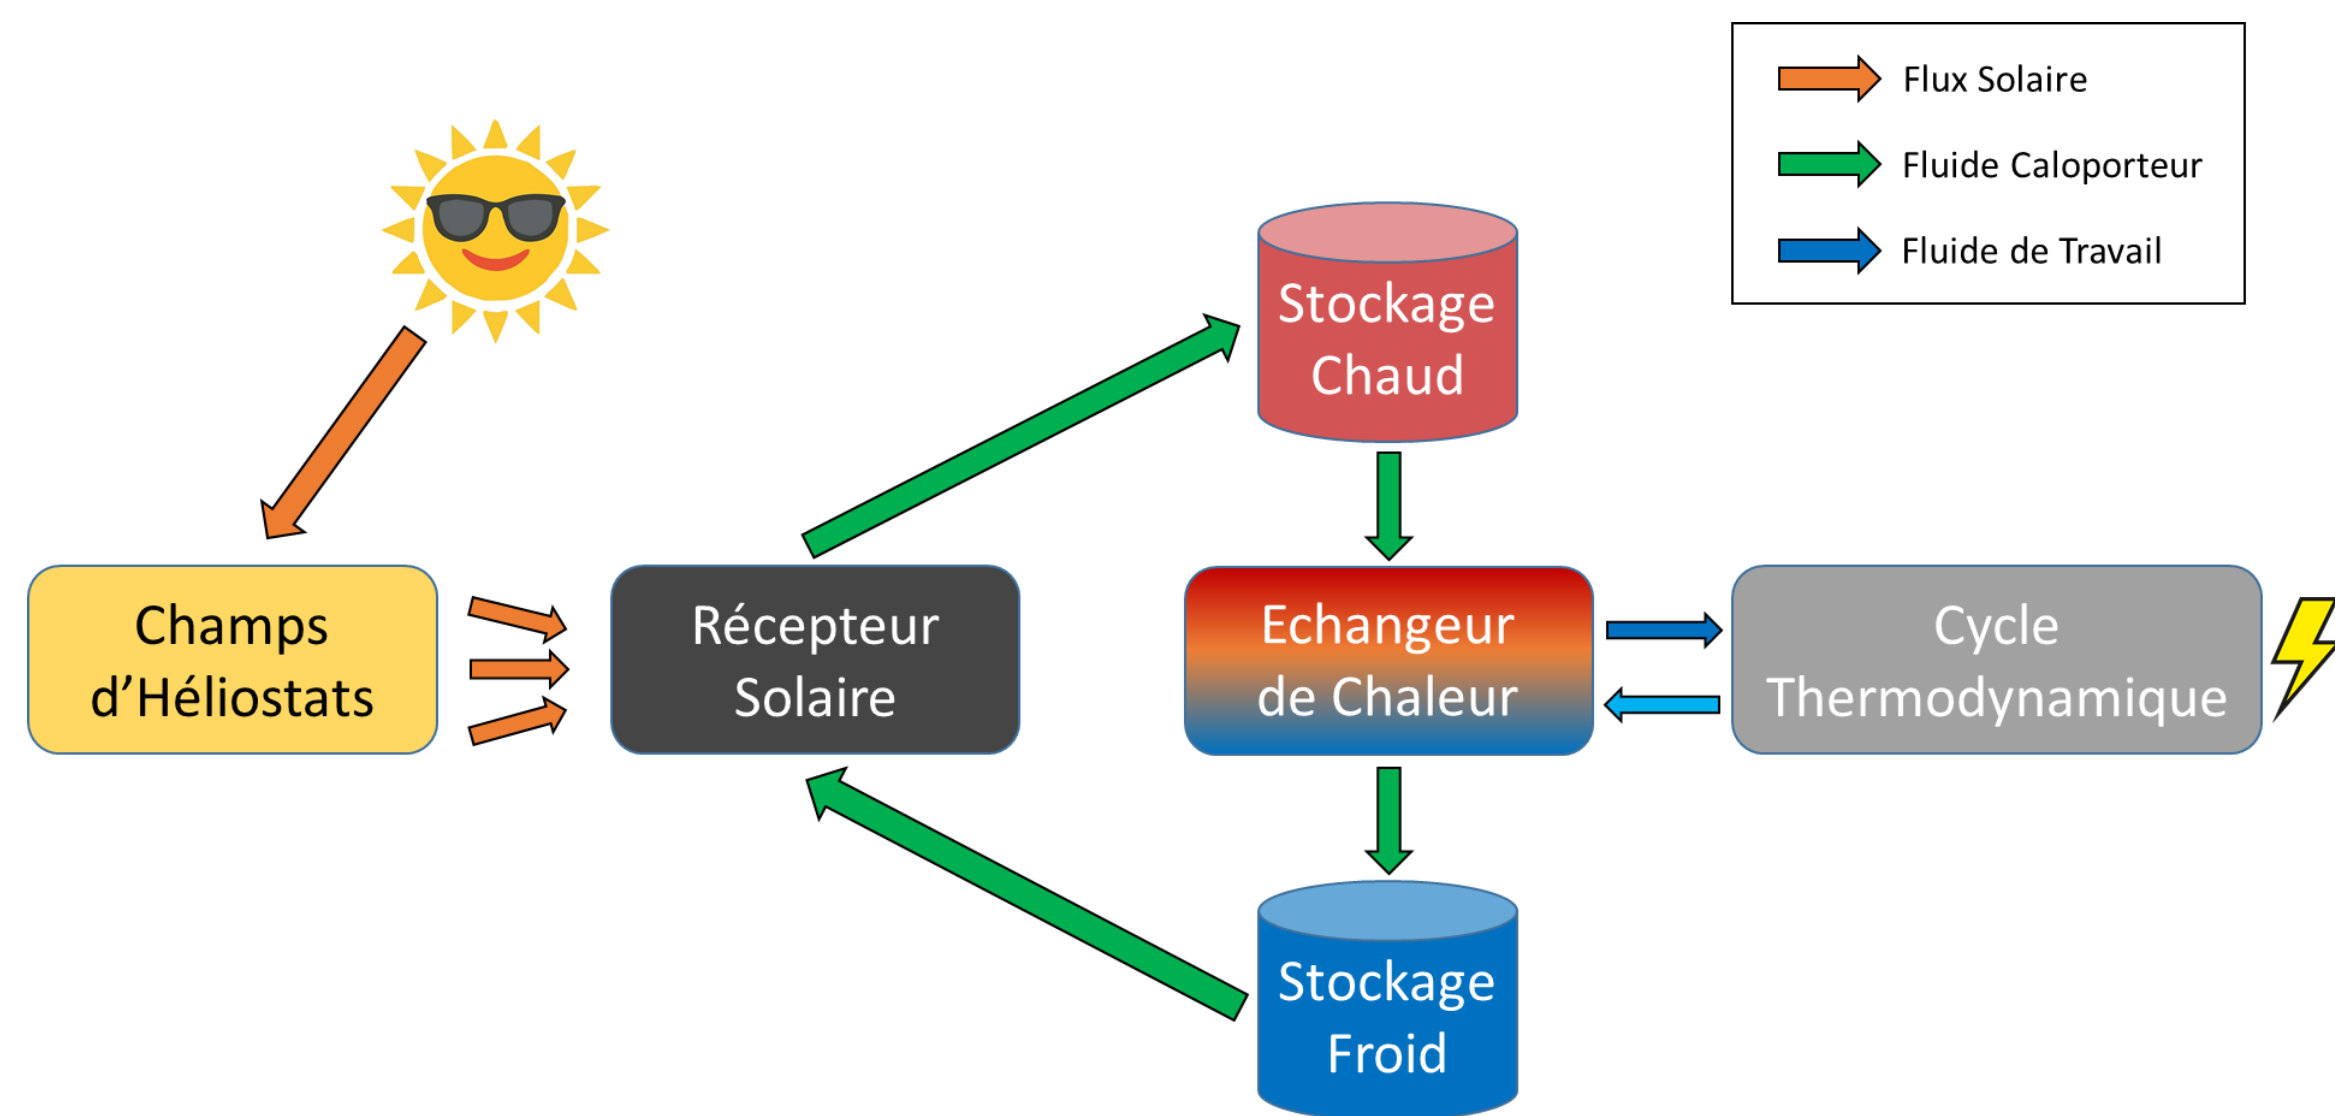 Flux Solaire
Fluide Caloporteur
Fluide de Travail
Stockage
Chaud
Champs
d’Héliostats
Récepteur
Solaire
Echangeur
de Chaleur
Cycle
Thermodynamique
Stockage
Froid